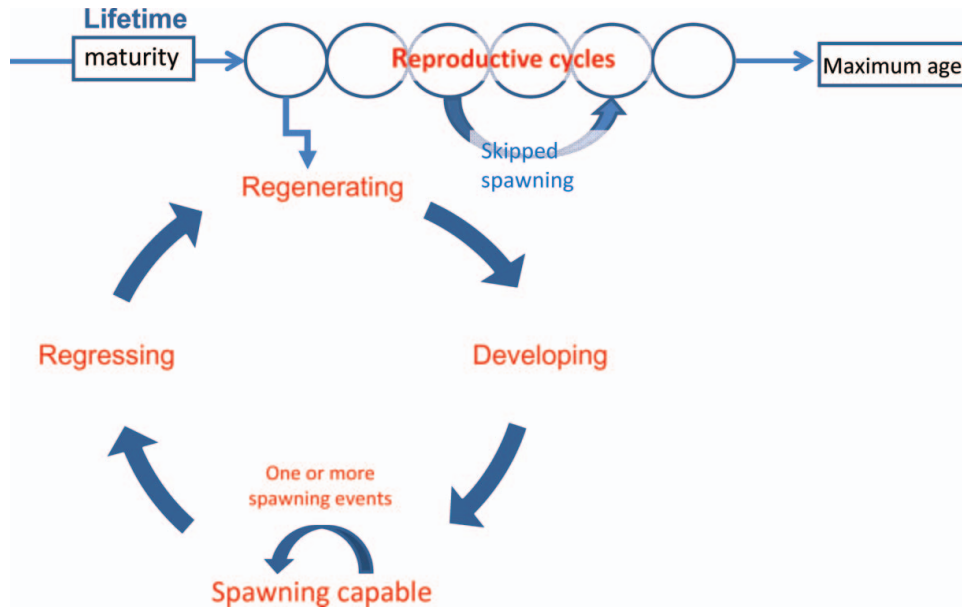 Lifetime
maturity
Reproductive cycles
Maximum age
Skipped
spawning
Regenerating
Regressing
Developing
One or more
spawning events
Spawning capable